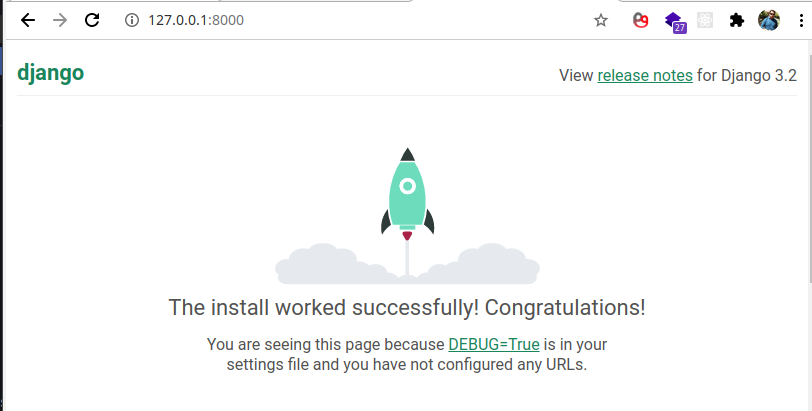 127.0.0.1:8000
27
django
View release notes for Django 3.2
The install worked successfully! Congratulations!
You are seeing this page because DEBUG=True is in your
settings file and you have not configured any URLs.